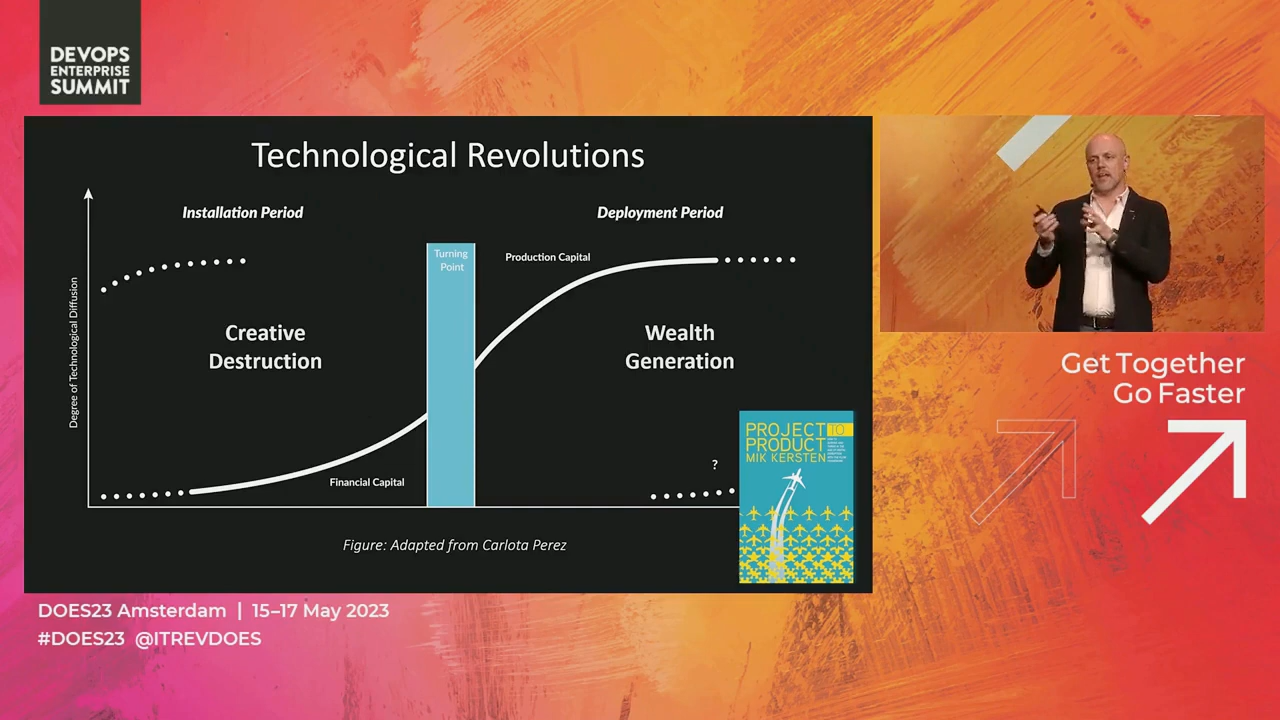 DEVOPS
ENTERPRISE
SUMMIT
Technological Revolutions
Installation Period
Deployment Period
Turning
Point
Production Capital
Degree of Technological Diffusion
Creative
Destruction
Wealth
Generation
Financial Capital
?
PROJECT TO
PRODUCT
MIK KERSTEN
Figure: Adapted from Carlota Perez
Get Together
Go Faster
DOES23 Amsterdam | 15–17 May 2023
#DOES23 @ITREVDOES